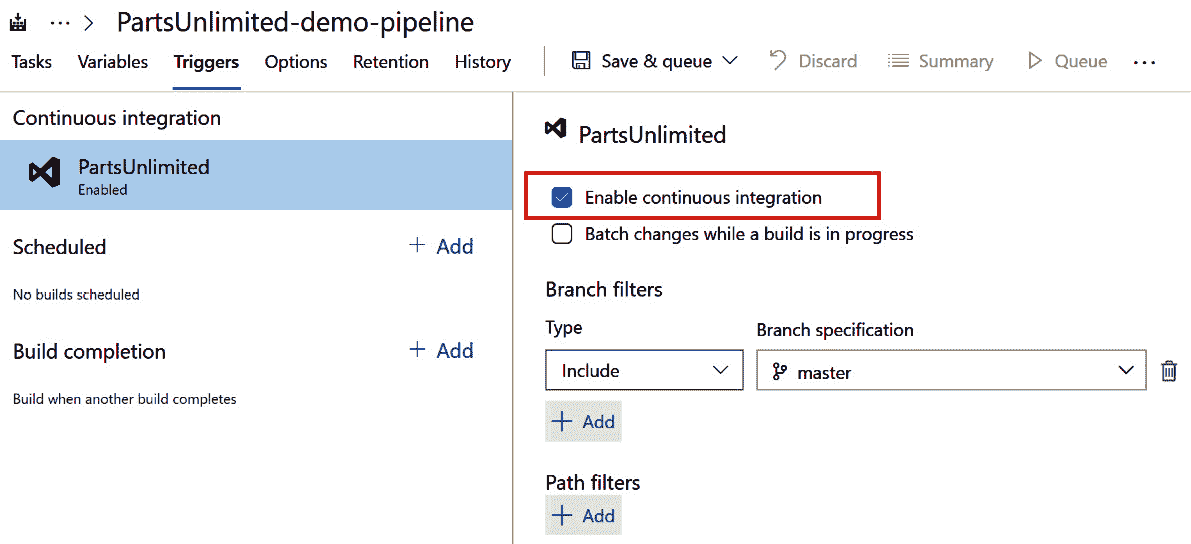 ... > PartsUnlimited-demo-pipeline
Tasks Variables Triggers Options Retention History Save & queue Discard Summary Queue ...
Continuous integration
PartsUnlimited
Enabled
Scheduled + Add
No builds scheduled
Build completion + Add
Build when another build completes
PartsUnlimited
Enable continuous integration
Batch changes while a build is in progress
Branch filters
Type Branch specification
Include master
+ Add
Path filters
+ Add